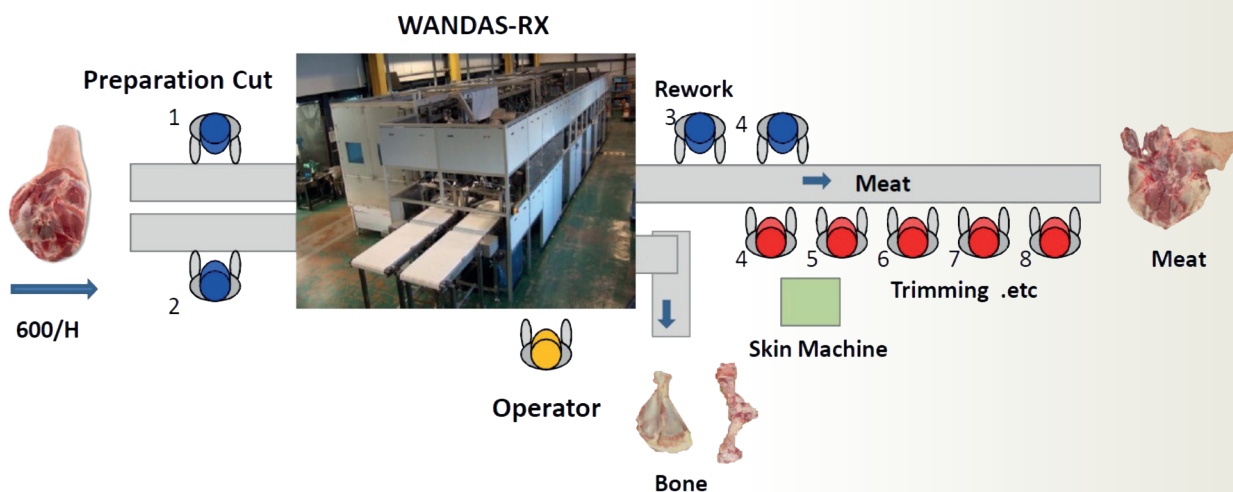 WANDAS-RX
Preparation Cut
1
2
600/H
Rework
3
4
Meat
4
5
6
7
8
Trimming .etc
Skin Machine
Meat
Operator
Bone